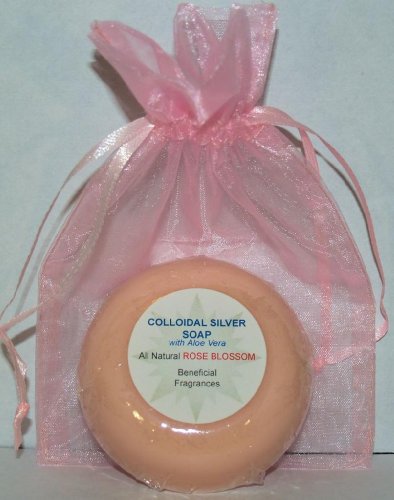 COLLOIDAL SILVER
SOAP
with Aloe Vera
All Natural ROSE BLOSSOM
Beneficial
Fragrances